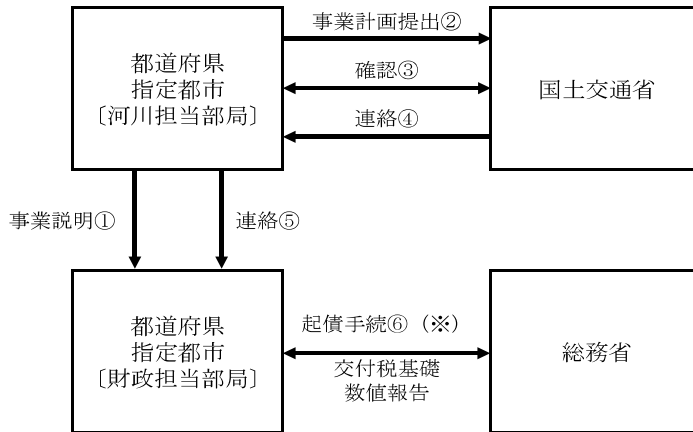 都道府県
指定都市
〔河川担当部局〕
事業計画提出②
確認③
連絡④
国土交通省
事業説明①
連絡⑤
都道府県
指定都市
〔財政担当部局〕
起債手続⑥（※）
交付税基礎
数値報告
総務省